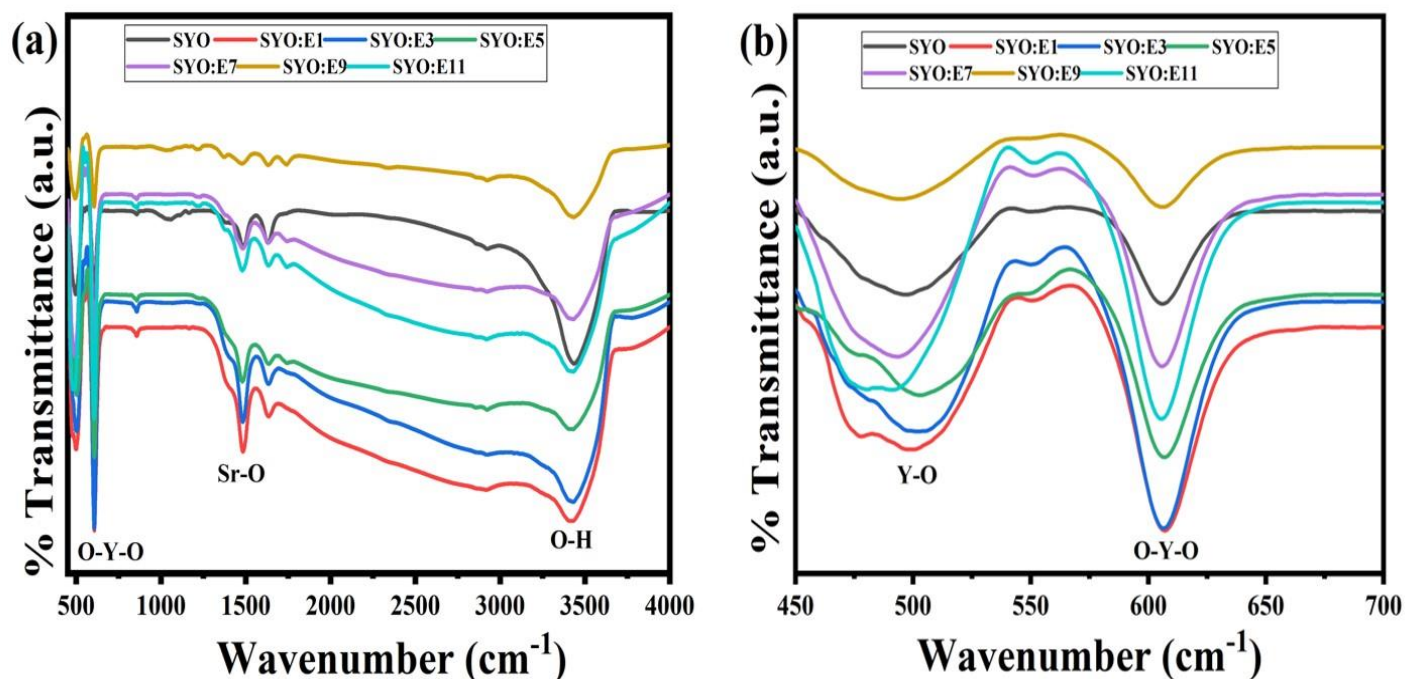 (a)
SYO SYO:E1 SYO:E3 SYO:E5
SYO:E7 SYO:E9 SYO:E11
% Transmittance (a.u.)
Sr-O
O-Y-O
O-H
500 1000 1500 2000 2500 3000 3500 4000
Wavenumber (cm⁻¹)
(b)
SYO SYO:E1 SYO:E3 SYO:E5
SYO:E7 SYO:E9 SYO:E11
% Transmittance (a.u.)
Y-O
O-Y-O
450 500 550 600 650 700
Wavenumber (cm⁻¹)